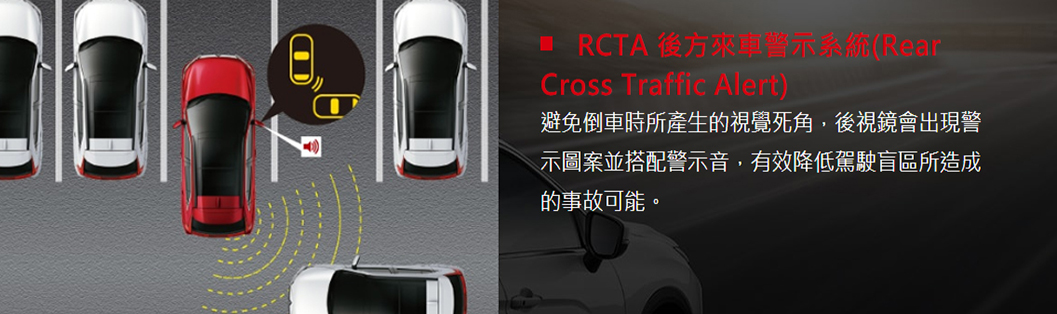 ■ RCTA 後方來車警示系統(Rear
Cross Traffic Alert)
避免倒車時所產生的視覺死角，後視鏡會出現警
示圖案並搭配警示音，有效降低駕駛盲區所造成
的事故可能。